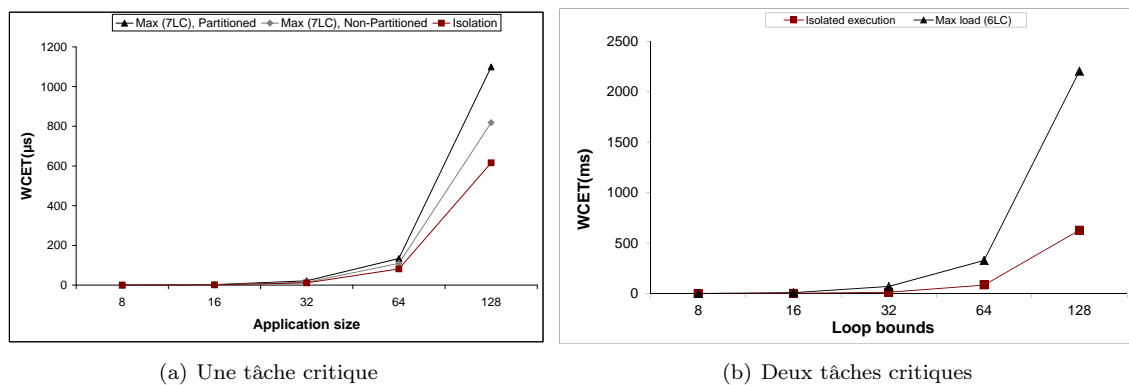 Max (7LC), Partitioned
Max (7LC), Non-Partitioned
Isolation
1200
1000
800
600
400
200
0
WCET(µs)
8 16 32 64 128
Application size
(a) Une tâche critique
Isolated execution
Max load (6LC)
2500
2000
1500
1000
500
0
WCET(ms)
8 16 32 64 128
Loop bounds
(b) Deux tâches critiques